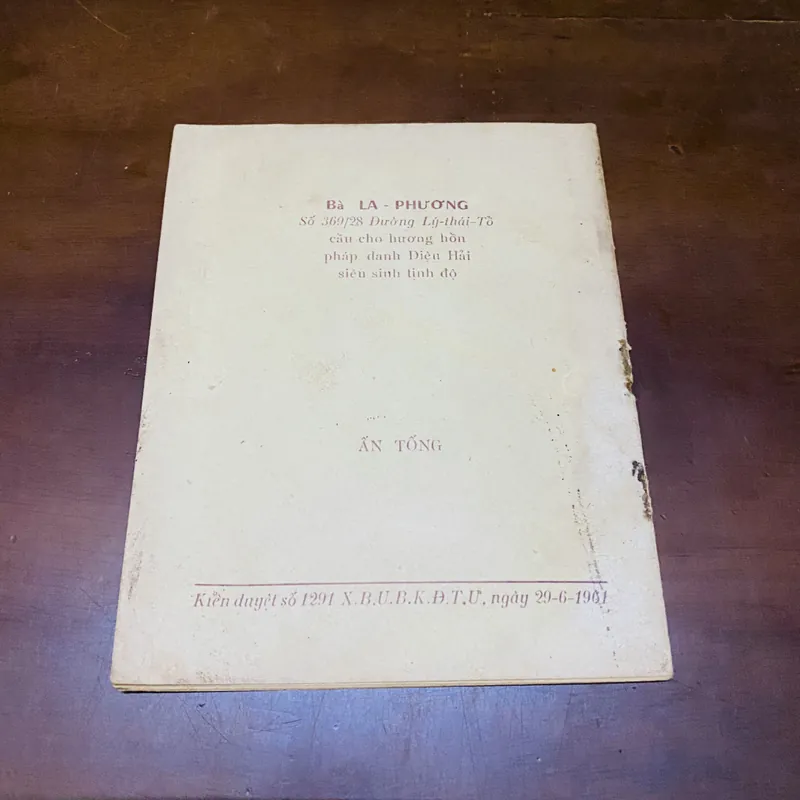 Bà LA - PHƯƠNG
Số 369/28 Đường Lý-thái-Tổ
cầu cho hương hồn
pháp danh Diệu Hải
siêu sinh tịnh độ
ẤN TỐNG
Kiển duyệt số 1291 X.B.U.B.K.Đ.T.Ư, ngày 29-6-1961